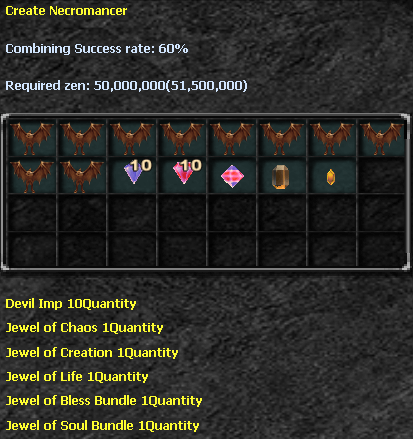 Create Necromancer
Combining Success rate: 60%
Required zen: 50,000,000(51,500,000)
10 10
Devil Imp 10Quantity
Jewel of Chaos 1Quantity
Jewel of Creation 1Quantity
Jewel of Life 1Quantity
Jewel of Bless Bundle 1Quantity
Jewel of Soul Bundle 1Quantity